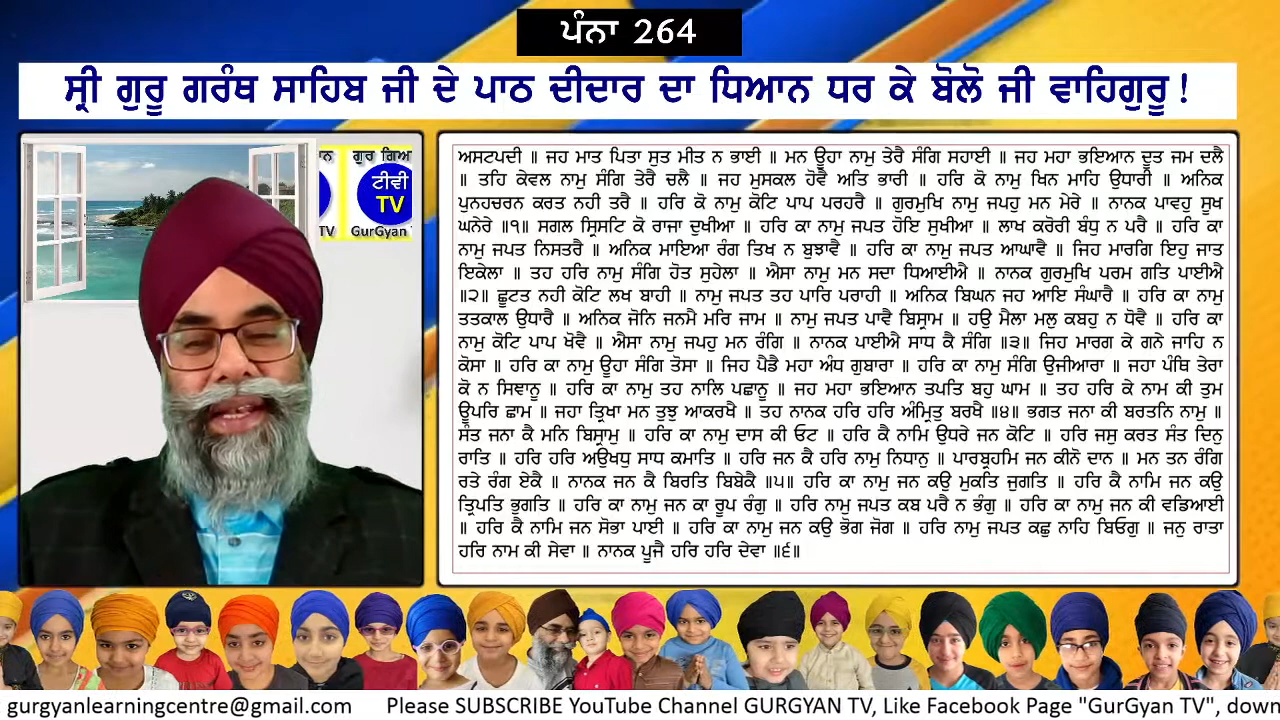 ਪੰਨਾ 264
ਸ੍ਰੀ ਗੁਰੂ ਗਰੰਥ ਸਾਹਿਬ ਜੀ ਦੇ ਪਾਠ ਦੀਦਾਰ ਦਾ ਧਿਆਨ ਧਰ ਕੇ ਬੋਲੋ ਜੀ ਵਾਹਿਗੁਰੂ !
ਗੁਰ ਗਿਆ
ਟੀਵੀ
TV
TV GurGyan
ਅਸਟਪਦੀ ॥ ਜਹ ਮਾਤ ਪਿਤਾ ਸੁਤ ਮੀਤ ਨ ਭਾਈ ॥ ਮਨ ਊਹਾ ਨਾਮੁ ਤੇਰੈ ਸੰਗਿ ਸਹਾਈ ॥ ਜਹ ਮਹਾ ਭਇਆਨ ਦੂਤ ਜਮ ਦਲੈ
॥ ਤਹਿ ਕੇਵਲ ਨਾਮੁ ਸੰਗਿ ਤੇਰੈ ਚਲੈ ॥ ਜਹ ਮੁਸਕਲ ਹੋਵੈ ਅਤਿ ਭਾਰੀ ॥ ਹਰਿ ਕੋ ਨਾਮੁ ਖਿਨ ਮਾਹਿ ਉਧਾਰੀ ॥ ਅਨਿਕ
ਪੁਨਹਚਰਨ ਕਰਤ ਨਹੀ ਤਰੈ ॥ ਹਰਿ ਕੋ ਨਾਮੁ ਕੋਟਿ ਪਾਪ ਪਰਹਰੈ ॥ ਗੁਰਮੁਖਿ ਨਾਮੁ ਜਪਹੁ ਮਨ ਮੇਰੇ ॥ ਨਾਨਕ ਪਾਵਹੁ ਸੂਖ
ਘਨੇਰੇ ॥੧॥ ਸਗਲ ਸ੍ਰਿਸਟਿ ਕੋ ਰਾਜਾ ਦੁਖੀਆ ॥ ਹਰਿ ਕਾ ਨਾਮੁ ਜਪਤ ਹੋਇ ਸੁਖੀਆ ॥ ਲਾਖ ਕਰੋਰੀ ਬੰਧੁ ਨ ਪਰੈ ॥ ਹਰਿ ਕਾ
ਨਾਮੁ ਜਪਤ ਨਿਸਤਰੈ ॥ ਅਨਿਕ ਮਾਇਆ ਰੰਗ ਤਿਖ ਨ ਬੁਝਾਵੈ ॥ ਹਰਿ ਕਾ ਨਾਮੁ ਜਪਤ ਆਘਾਵੈ ॥ ਜਿਹ ਮਾਰਗਿ ਇਹੁ ਜਾਤ
ਇਕੇਲਾ ॥ ਤਹ ਹਰਿ ਨਾਮੁ ਸੰਗਿ ਹੋਤ ਸੁਹੇਲਾ ॥ ਐਸਾ ਨਾਮੁ ਮਨ ਸਦਾ ਧਿਆਈਐ ॥ ਨਾਨਕ ਗੁਰਮੁਖਿ ਪਰਮ ਗਤਿ ਪਾਈਐ
॥੨॥ ਛੂਟਤ ਨਹੀ ਕੋਟਿ ਲਖ ਬਾਹੀ ॥ ਨਾਮੁ ਜਪਤ ਤਹ ਪਾਰਿ ਪਰਾਹੀ ॥ ਅਨਿਕ ਬਿਘਨ ਜਹ ਆਇ ਸੰਘਾਰੈ ॥ ਹਰਿ ਕਾ ਨਾਮੁ
ਤਤਕਾਲ ਉਧਾਰੈ ॥ ਅਨਿਕ ਜੋਨਿ ਜਨਮੈ ਮਰਿ ਜਾਮ ॥ ਨਾਮੁ ਜਪਤ ਪਾਵੈ ਬਿਸ੍ਰਾਮ ॥ ਹਉ ਮੈਲਾ ਮਲੁ ਕਬਹੁ ਨ ਧੋਵੈ ॥ ਹਰਿ ਕਾ
ਨਾਮੁ ਕੋਟਿ ਪਾਪ ਖੋਵੈ ॥ ਐਸਾ ਨਾਮੁ ਜਪਹੁ ਮਨ ਰੰਗਿ ॥ ਨਾਨਕ ਪਾਈਐ ਸਾਧ ਕੈ ਸੰਗਿ ॥੩॥ ਜਿਹ ਮਾਰਗ ਕੇ ਗਨੇ ਜਾਹਿ ਨ
ਕੋਸਾ ॥ ਹਰਿ ਕਾ ਨਾਮੁ ਊਹਾ ਸੰਗਿ ਤੋਸਾ ॥ ਜਿਹ ਪੈਡੈ ਮਹਾ ਅੰਧ ਗੁਬਾਰਾ ॥ ਹਰਿ ਕਾ ਨਾਮੁ ਸੰਗਿ ਉਜੀਆਰਾ ॥ ਜਹਾ ਪੰਥਿ ਤੇਰਾ
ਕੋ ਨ ਸਿਞਾਨੂ ॥ ਹਰਿ ਕਾ ਨਾਮੁ ਤਹ ਨਾਲਿ ਪਛਾਨੂ ॥ ਜਹ ਮਹਾ ਭਇਆਨ ਤਪਤਿ ਬਹੁ ਘਾਮ ॥ ਤਹ ਹਰਿ ਕੇ ਨਾਮ ਕੀ ਤੁਮ
ਊਪਰਿ ਛਾਮ ॥ ਜਹਾ ਤ੍ਰਿਖਾ ਮਨ ਤੁਝੁ ਆਕਰਖੈ ॥ ਤਹ ਨਾਨਕ ਹਰਿ ਹਰਿ ਅੰਮ੍ਰਿਤੁ ਬਰਖੈ ॥੪॥ ਭਗਤ ਜਨਾ ਕੀ ਬਰਤਨਿ ਨਾਮੁ ॥
ਸੰਤ ਜਨਾ ਕੈ ਮਨਿ ਬਿਸ੍ਰਾਮੁ ॥ ਹਰਿ ਕਾ ਨਾਮੁ ਦਾਸ ਕੀ ਓਟ ॥ ਹਰਿ ਕੈ ਨਾਮਿ ਉਧਰੇ ਜਨ ਕੋਟਿ ॥ ਹਰਿ ਜਸੁ ਕਰਤ ਸੰਤ ਦਿਨੁ
ਰਾਤਿ ॥ ਹਰਿ ਹਰਿ ਅਉਖਧੁ ਸਾਧ ਕਮਾਤਿ ॥ ਹਰਿ ਜਨ ਕੈ ਹਰਿ ਨਾਮੁ ਨਿਧਾਨੁ ॥ ਪਾਰਬ੍ਰਹਮਿ ਜਨ ਕੀਨੋ ਦਾਨ ॥ ਮਨ ਤਨ ਰੰਗਿ
ਰਤੇ ਰੰਗ ਏਕੈ ॥ ਨਾਨਕ ਜਨ ਕੈ ਬਿਰਤਿ ਬਿਬੇਕੈ ॥੫॥ ਹਰਿ ਕਾ ਨਾਮੁ ਜਨ ਕਉ ਮੁਕਤਿ ਜੁਗਤਿ ॥ ਹਰਿ ਕੈ ਨਾਮਿ ਜਨ ਕਉ
ਤ੍ਰਿਪਤਿ ਭੁਗਤਿ ॥ ਹਰਿ ਕਾ ਨਾਮੁ ਜਨ ਕਾ ਰੂਪ ਰੰਗੁ ॥ ਹਰਿ ਨਾਮੁ ਜਪਤ ਕਬ ਪਰੈ ਨ ਭੰਗੁ ॥ ਹਰਿ ਕਾ ਨਾਮੁ ਜਨ ਕੀ ਵਡਿਆਈ
॥ ਹਰਿ ਕੈ ਨਾਮਿ ਜਨ ਸੋਭਾ ਪਾਈ ॥ ਹਰਿ ਕਾ ਨਾਮੁ ਜਨ ਕਉ ਭੋਗ ਜੋਗ ॥ ਹਰਿ ਨਾਮੁ ਜਪਤ ਕਛੁ ਨਾਹਿ ਬਿਓਗੁ ॥ ਜਨੁ ਰਾਤਾ
ਹਰਿ ਨਾਮ ਕੀ ਸੇਵਾ ॥ ਨਾਨਕ ਪੂਜੈ ਹਰਿ ਹਰਿ ਦੇਵਾ ॥੬॥
gurgyanlearningcentre@gmail.com Please SUBSCRIBE YouTube Channel GURGYAN TV, Like Facebook Page "GurGyan TV", down